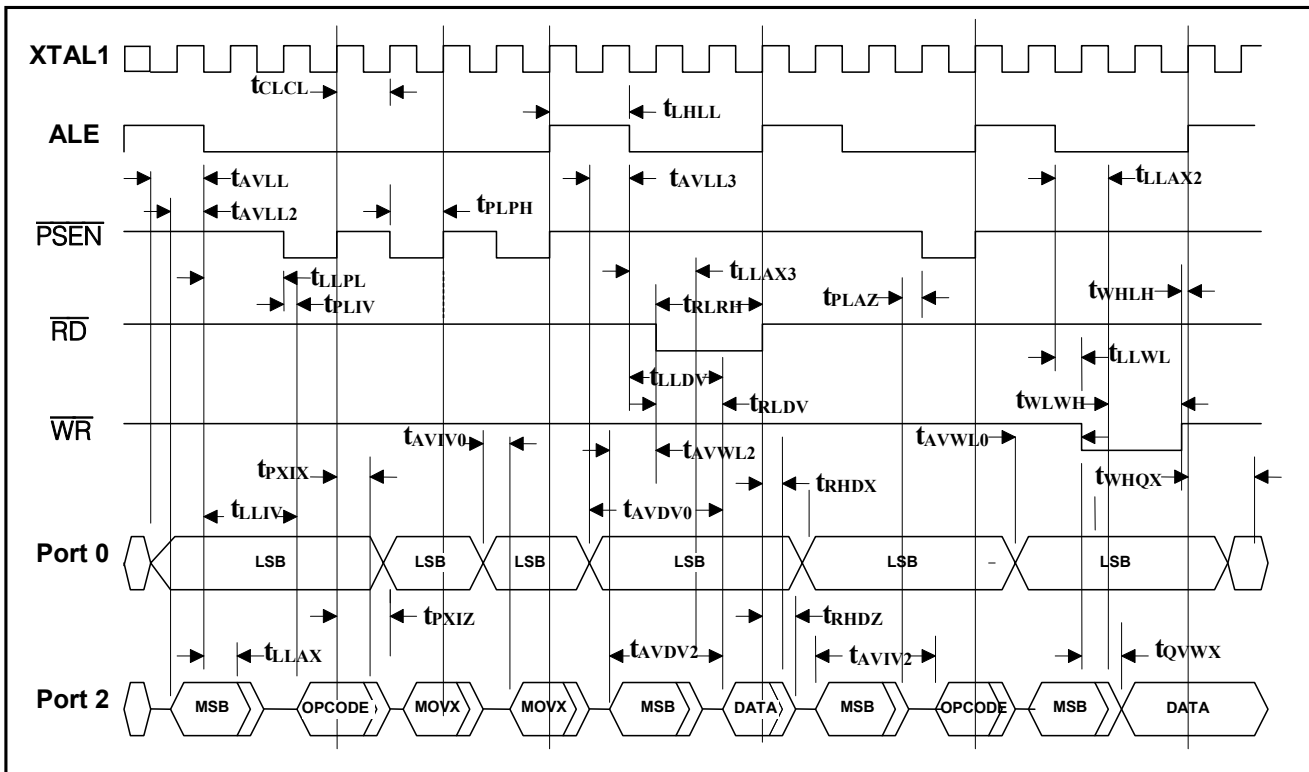 XTAL1
tCLCL
tLHLL
ALE
tAVLL tAVLL3 tLLAX2
tAVLL2 tPLPH
PSEN
tLLPL tLLAX3
tPLIV tRLRH tPLAZ tWHLH
RD
tLLWL
tLLDV
tRLDV tWLWH
WR
tAVIV0 tAVWL2 tAVWL0
tPXIX tRHDX tWHQX
tLLIV tAVDV0
Port 0 LSB LSB LSB LSB LSB LSB
tPXIZ tRHDZ
tLLAX tAVDV2 tAVIV2 tQVWX
Port 2 MSB OPCODE MOVX MOVX MSB DATA MSB OPCODE MSB DATA